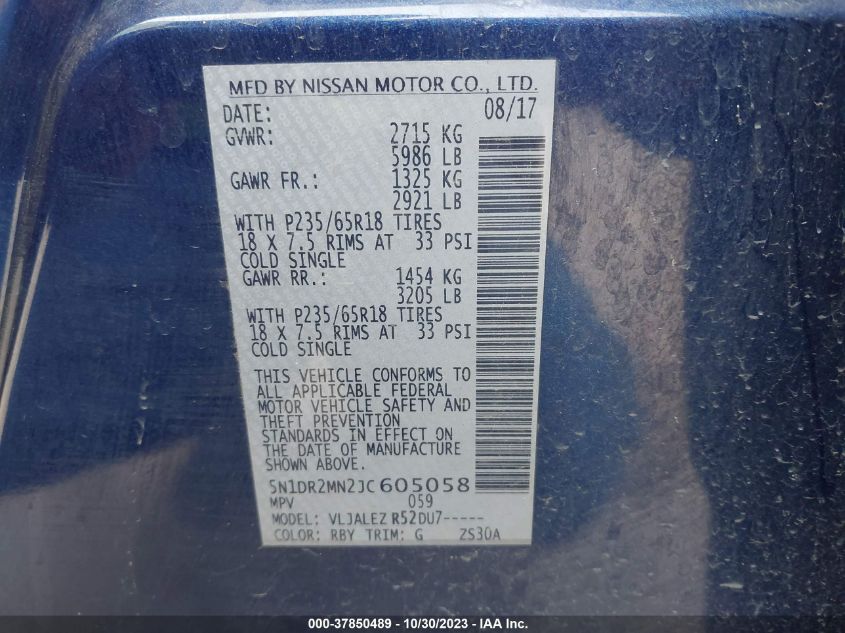 MFD BY NISSAN MOTOR CO., LTD.
DATE: 08/17
GVWR: 2715 KG
5986 LB
GAWR FR.: 1325 KG
2921 LB
WITH P235/65R18 TIRES
18 X 7.5 RIMS AT 33 PSI
COLD SINGLE
GAWR RR.: 1454 KG
3205 LB
WITH P235/65R18 TIRES
18 X 7.5 RIMS AT 33 PSI
COLD SINGLE
THIS VEHICLE CONFORMS TO
ALL APPLICABLE FEDERAL
MOTOR VEHICLE SAFETY AND
THEFT PREVENTION
STANDARDS IN EFFECT ON
THE DATE OF MANUFACTURE
SHOWN ABOVE.
5N1DR2MN2JC605058
MPV 059
MODEL: VLJALEZ R52DU7-----
COLOR: RBY TRIM: G ZS30A
000-37850489 - 10/30/2023 - IAA Inc.